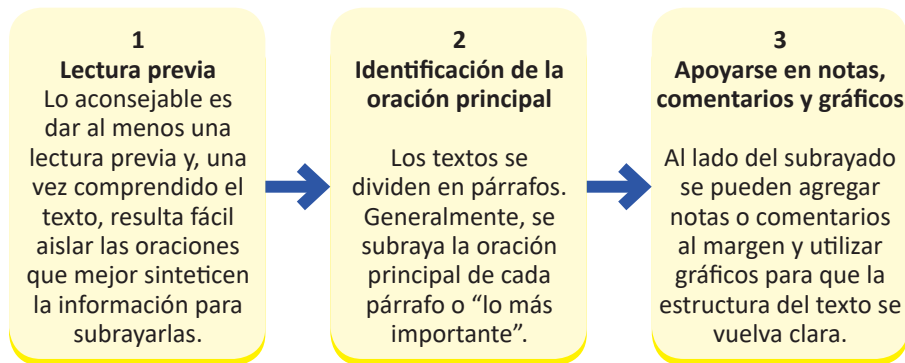 1
Lectura previa
Lo aconsejable es
dar al menos una
lectura previa y, una
vez comprendido el
texto, resulta fácil
aislar las oraciones
que mejor sinteticen
la información para
subrayarlas.
2
Identificación de la
oración principal
Los textos se
dividen en párrafos.
Generalmente, se
subraya la oración
principal de cada
párrafo o “lo más
importante”.
3
Apoyarse en notas,
comentarios y gráficos
Al lado del subrayado
se pueden agregar
notas o comentarios
al margen y utilizar
gráficos para que la
estructura del texto se
vuelva clara.